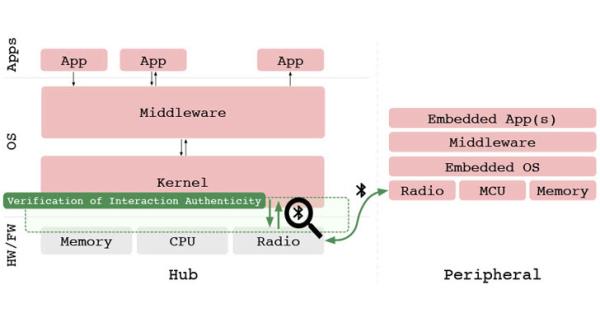 Apps
App
App
App
OS
Middleware
Kernel
Verification of Interaction Authenticity
HW/FW
Memory
CPU
Radio
Hub
Embedded App(s)
Middleware
Embedded OS
Radio
MCU
Memory
Peripheral